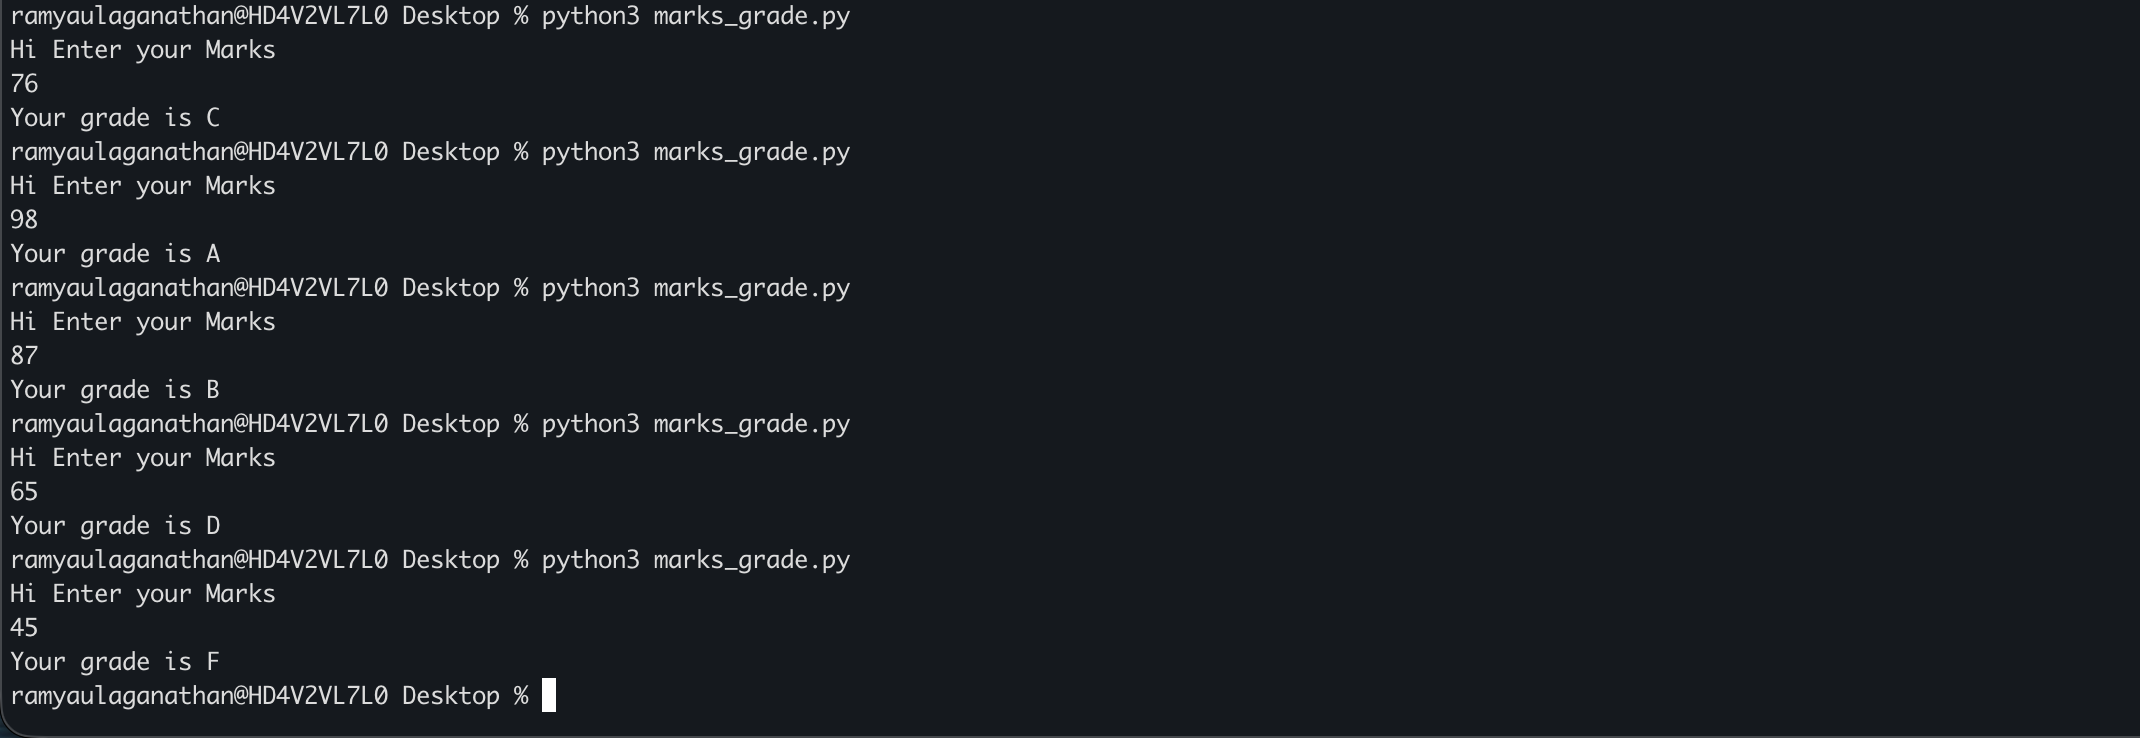 ramyaulaganathan@HD4V2VL7L0 Desktop % python3 marks_grade.py
Hi Enter your Marks
76
Your grade is C
ramyaulaganathan@HD4V2VL7L0 Desktop % python3 marks_grade.py
Hi Enter your Marks
98
Your grade is A
ramyaulaganathan@HD4V2VL7L0 Desktop % python3 marks_grade.py
Hi Enter your Marks
87
Your grade is B
ramyaulaganathan@HD4V2VL7L0 Desktop % python3 marks_grade.py
Hi Enter your Marks
65
Your grade is D
ramyaulaganathan@HD4V2VL7L0 Desktop % python3 marks_grade.py
Hi Enter your Marks
45
Your grade is F
ramyaulaganathan@HD4V2VL7L0 Desktop %